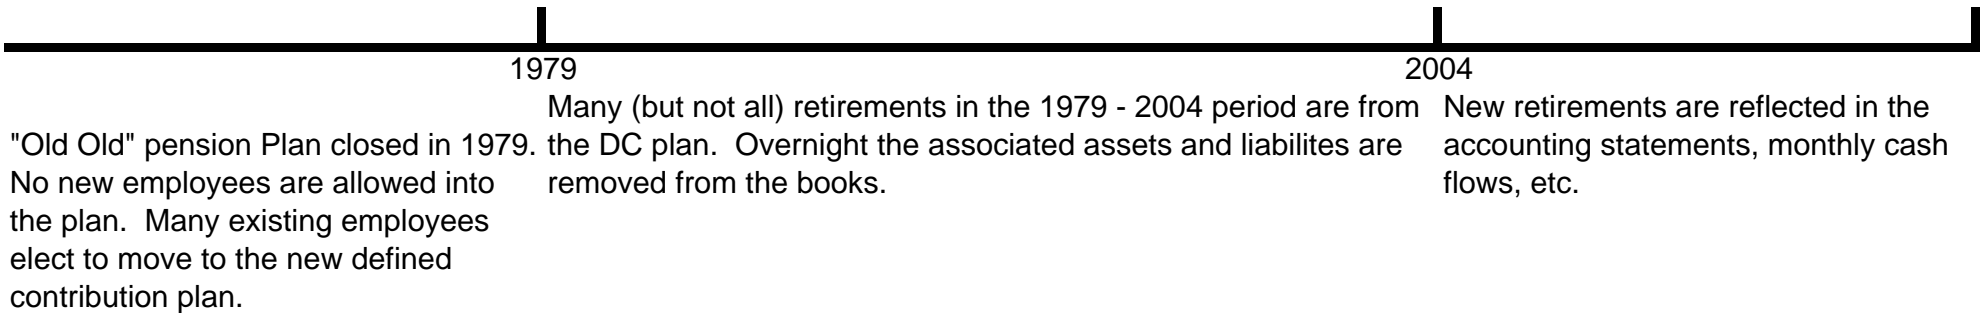 1979
2004
"Old Old" pension Plan closed in 1979.
No new employees are allowed into
the plan.  Many existing employees
elect to move to the new defined
contribution plan.
Many (but not all) retirements in the 1979 - 2004 period are from
the DC plan.  Overnight the associated assets and liabilites are
removed from the books.
New retirements are reflected in the
accounting statements, monthly cash
flows, etc.